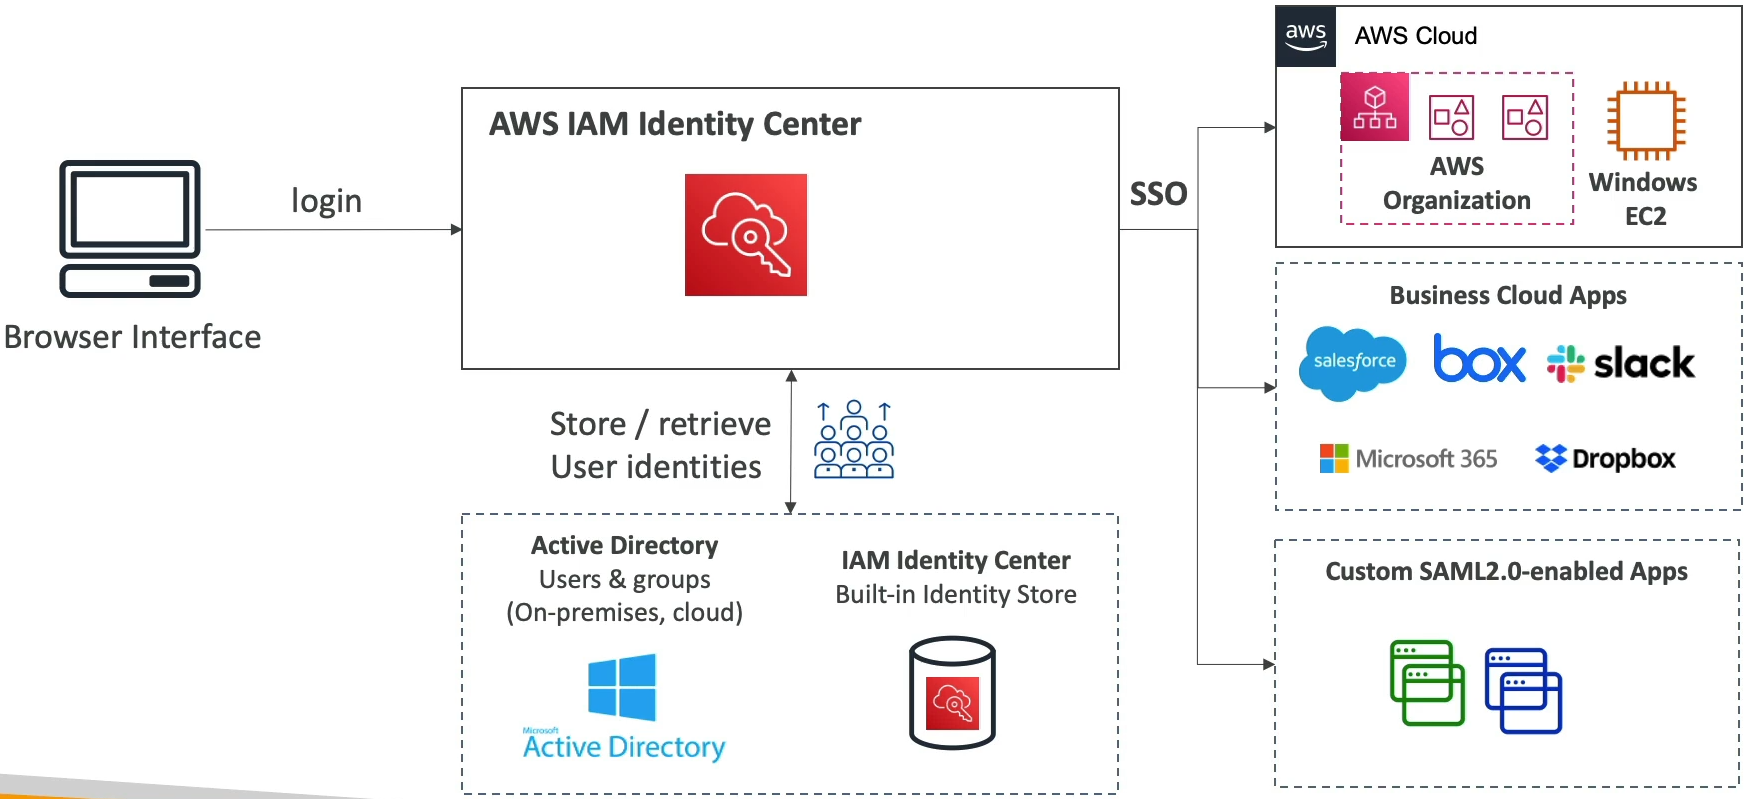 aws
AWS Cloud
AWS
Organization
Windows
EC2
AWS IAM Identity Center
login
SSO
Browser Interface
Business Cloud Apps
salesforce
box
slack
Microsoft 365
Dropbox
Store / retrieve
User identities
Active Directory
Users & groups
(On-premises, cloud)
Microsoft
Active Directory
IAM Identity Center
Built-in Identity Store
Custom SAML2.0-enabled Apps